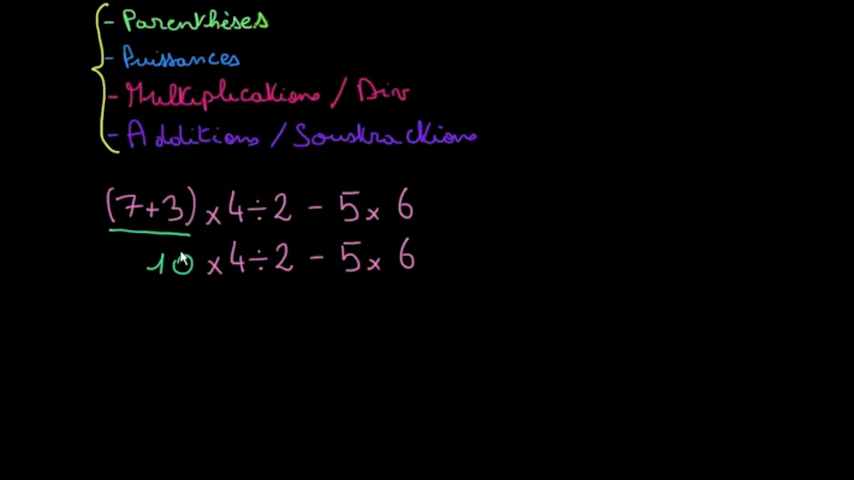 - Parenthèses
- Puissances
- Multiplications / Div
- Additions / Soustractions
(7+3) × 4 ÷ 2 - 5 × 6
10 × 4 ÷ 2 - 5 × 6